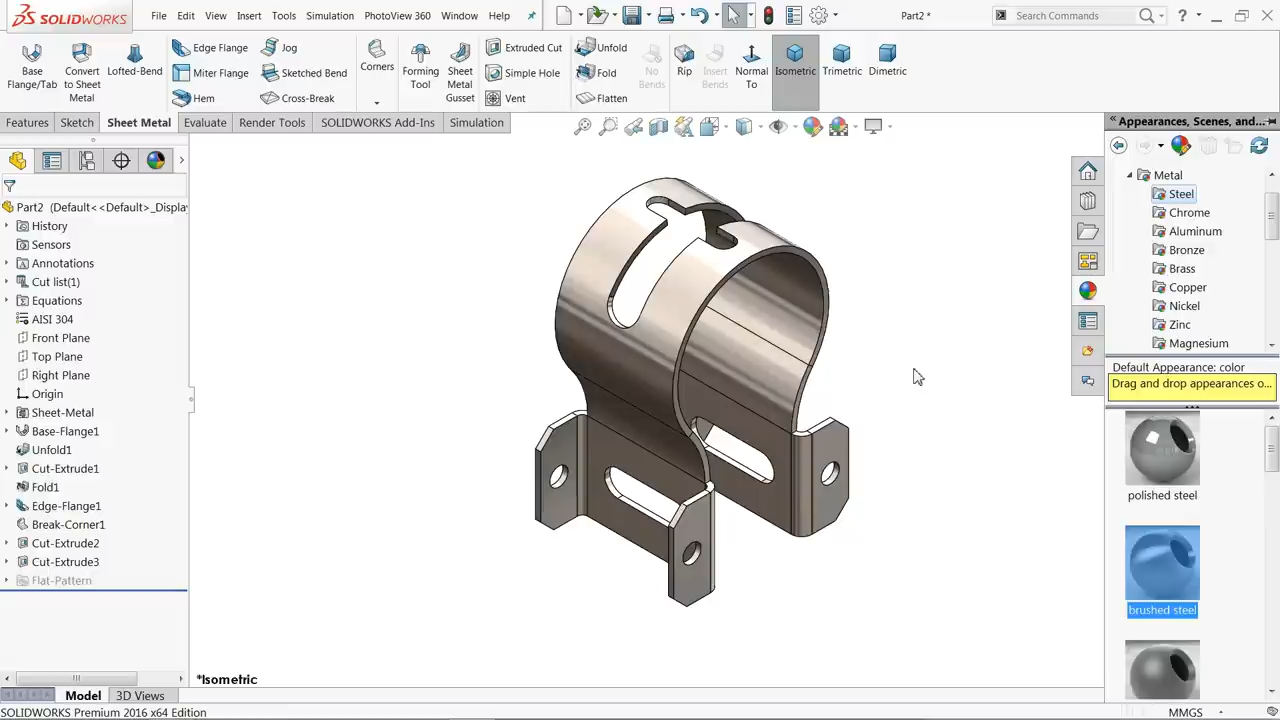 SOLIDWORKS
File Edit View Insert Tools Simulation PhotoView 360 Window Help
Part2 *
Search Commands
Base Flange/Tab
Convert to Sheet Metal
Lofted-Bend
Edge Flange
Miter Flange
Hem
Jog
Sketched Bend
Cross-Break
Corners
Forming Tool
Sheet Metal Gusset
Extruded Cut
Simple Hole
Vent
Unfold
Fold
Flatten
No Bends
Rip
Insert Bends
Normal To
Isometric
Trimetric
Dimetric
Features Sketch Sheet Metal Evaluate Render Tools SOLIDWORKS Add-Ins Simulation
Part2 (Default<<Default>_Displa
History
Sensors
Annotations
Cut list(1)
Equations
AISI 304
Front Plane
Top Plane
Right Plane
Origin
Sheet-Metal
Base-Flange1
Unfold1
Cut-Extrude1
Fold1
Edge-Flange1
Break-Corner1
Cut-Extrude2
Cut-Extrude3
Flat-Pattern
*Isometric
Appearances, Scenes, and...
Metal
Steel
Chrome
Aluminum
Bronze
Brass
Copper
Nickel
Zinc
Magnesium
Default Appearance: color
Drag and drop appearances o...
polished steel
brushed steel
Model 3D Views
SOLIDWORKS Premium 2016 x64 Edition
MMGS